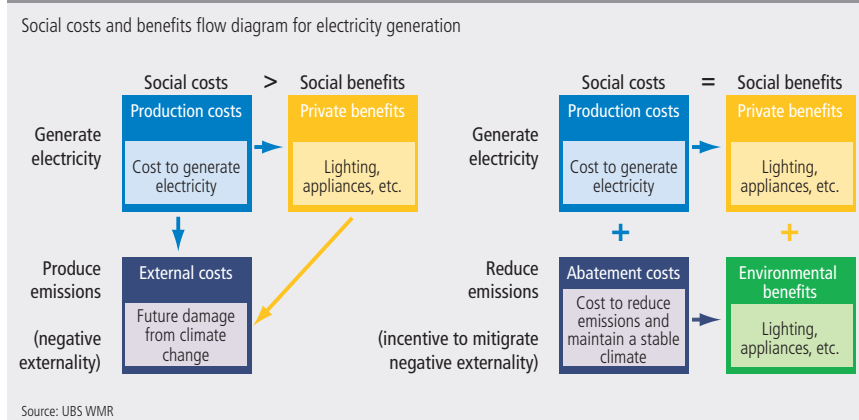 Social costs and benefits flow diagram for electricity generation
Social costs > Social benefits
Generate
electricity
Production costs
Cost to generate
electricity
Private benefits
Lighting,
appliances, etc.
Produce
emissions
(negative
externality)
External costs
Future damage
from climate
change
Social costs = Social benefits
Generate
electricity
Production costs
Cost to generate
electricity
Private benefits
Lighting,
appliances, etc.
+
+
Reduce
emissions
(incentive to mitigrate
negative externality)
Abatement costs
Cost to reduce
emissions and
maintain a stable
climate
Environmental
benefits
Lighting,
appliances, etc.
Source: UBS WMR